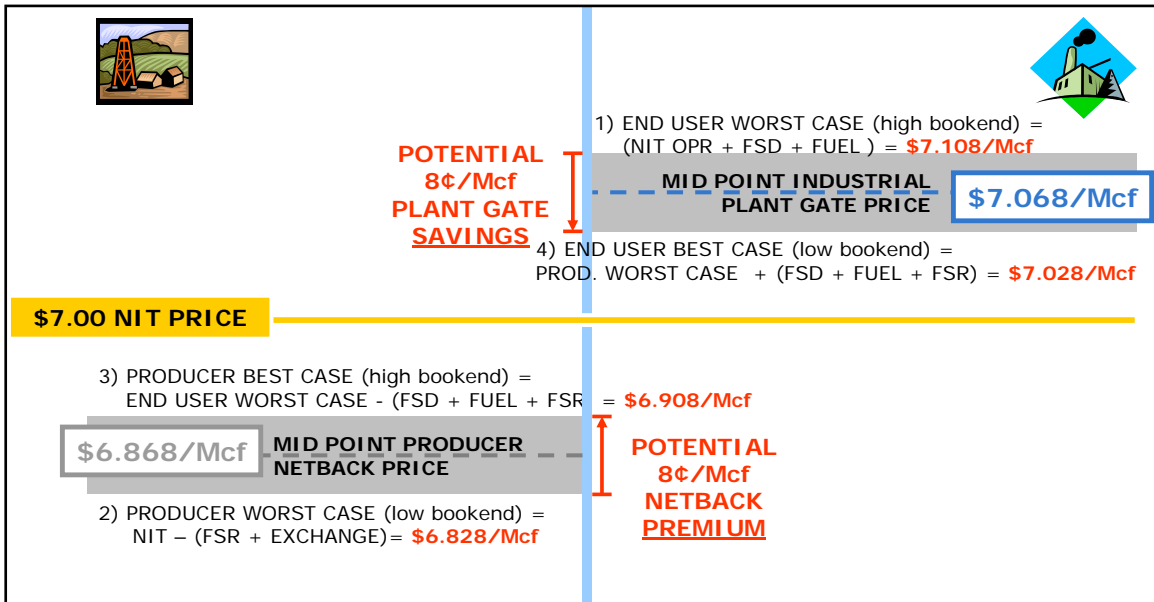 1) END USER WORST CASE (high bookend) =
(NIT OPR + FSD + FUEL ) = $7.108/Mcf
POTENTIAL
8¢/Mcf
PLANT GATE
SAVINGS
MID POINT INDUSTRIAL
PLANT GATE PRICE
$7.068/Mcf
4) END USER BEST CASE (low bookend) =
PROD. WORST CASE + (FSD + FUEL + FSR) = $7.028/Mcf
$7.00 NIT PRICE
3) PRODUCER BEST CASE (high bookend) =
END USER WORST CASE - (FSD + FUEL + FSR = $6.908/Mcf
$6.868/Mcf
MID POINT PRODUCER
NETBACK PRICE
POTENTIAL
8¢/Mcf
NETBACK
PREMIUM
2) PRODUCER WORST CASE (low bookend) =
NIT – (FSR + EXCHANGE)= $6.828/Mcf